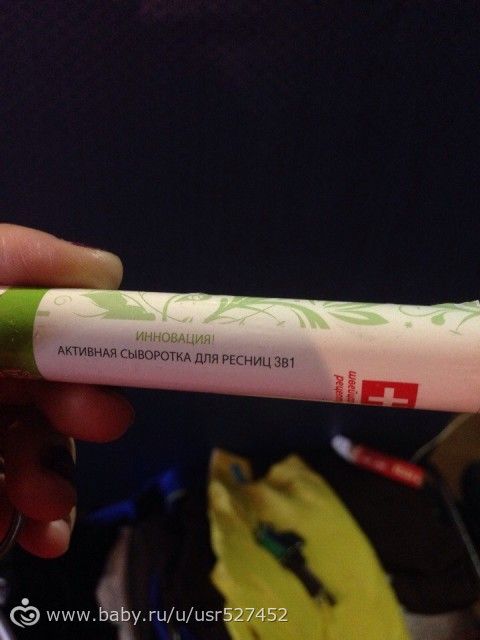 ИННОВАЦИЯ!
АКТИВНАЯ СЫВОРОТКА ДЛЯ РЕСНИЦ 3В1
www.baby.ru/u/usr527452